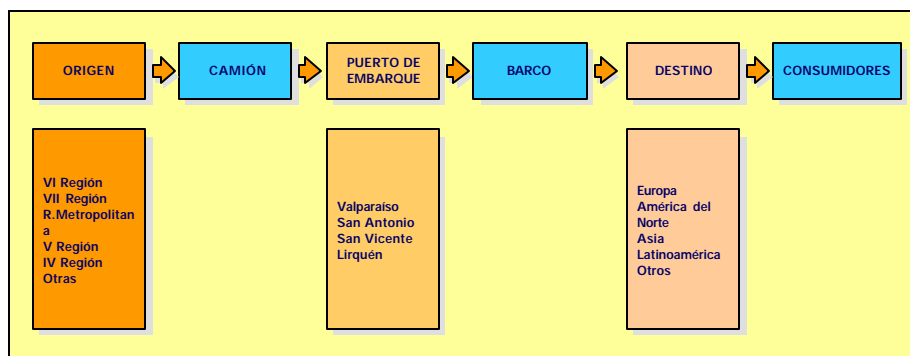 ORIGEN
CAMIÓN
PUERTO DE
EMBARQUE
BARCO
DESTINO
CONSUMIDORES
VI Región
VII Región
R.Metropolitan
a
V Región
IV Región
Otras
Valparaíso
San Antonio
San Vicente
Lirquén
Europa
América del
Norte
Asia
Latinoamérica
Otros